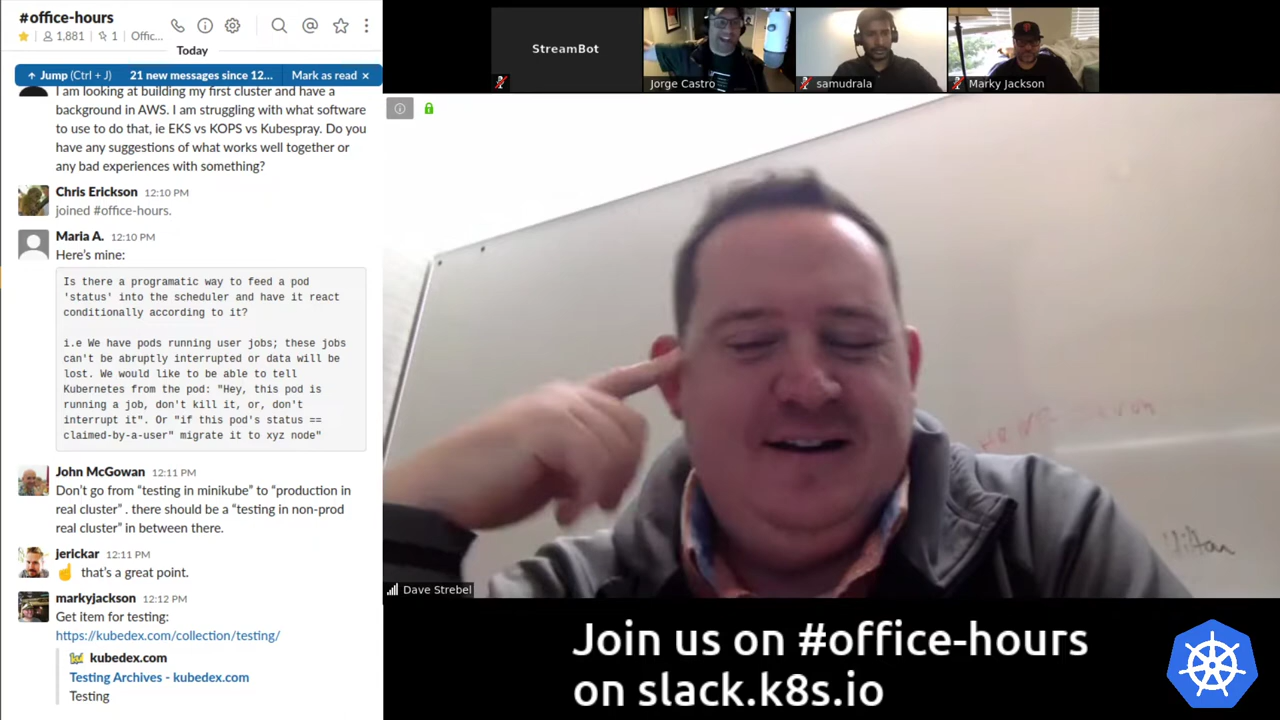 #office-hours
1,881
1
Offic...
Today
Jump (Ctrl + J)
21 new messages since 12...
Mark as read ×
I am looking at building my first cluster and have a
background in AWS. I am struggling with what software
to use to do that, ie EKS vs KOPS vs Kubespray. Do you
have any suggestions of what works well together or
any bad experiences with something?
Chris Erickson 12:10 PM
joined #office-hours.
Maria A. 12:10 PM
Here's mine:
Is there a programatic way to feed a pod
'status' into the scheduler and have it react
conditionally according to it?
i.e We have pods running user jobs; these jobs
can't be abruptly interrupted or data will be
lost. We would like to be able to tell
Kubernetes from the pod: "Hey, this pod is
running a job, don't kill it, or, don't
interrupt it". Or "if this pod's status ==
claimed-by-a-user" migrate it to xyz node"
John McGowan 12:11 PM
Don't go from "testing in minikube" to "production in
real cluster" . there should be a "testing in non-prod
real cluster" in between there.
jerickar 12:11 PM
that's a great point.
markyjackson 12:12 PM
Get item for testing:
https://kubedex.com/collection/testing/
kubedex.com
Testing Archives - kubedex.com
Testing
StreamBot
Jorge Castro
samudrala
Marky Jackson
Dave Strebel
Join us on #office-hours
on slack.k8s.io